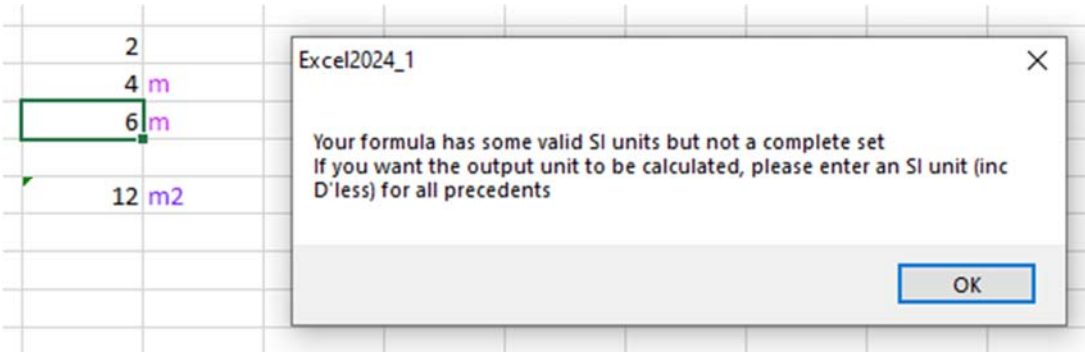 2
4 m
6 m
12 m2
Excel2024_1
Your formula has some valid SI units but not a complete set
If you want the output unit to be calculated, please enter an SI unit (inc
D'less) for all precedents
OK